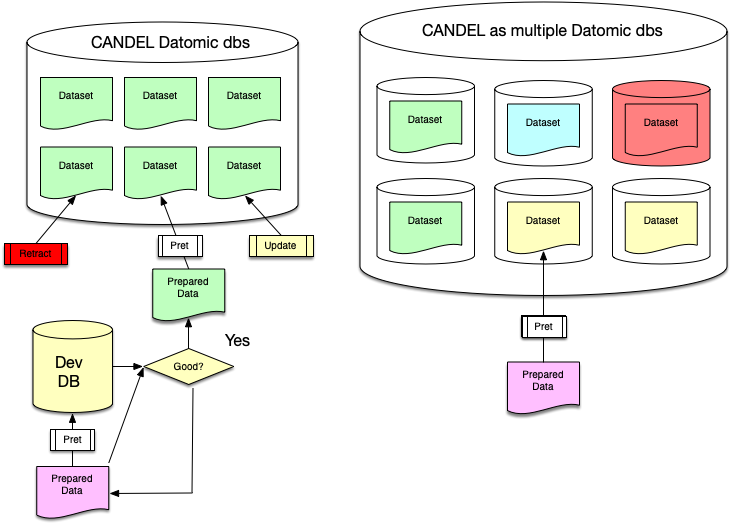 CANDEL Datomic dbs
Dataset
Dataset
Dataset
Dataset
Dataset
Dataset
Retract
Pret
Update
Prepared
Data
Yes
Good?
Dev
DB
Pret
Prepared
Data
CANDEL as multiple Datomic dbs
Dataset
Dataset
Dataset
Dataset
Dataset
Dataset
Pret
Prepared
Data